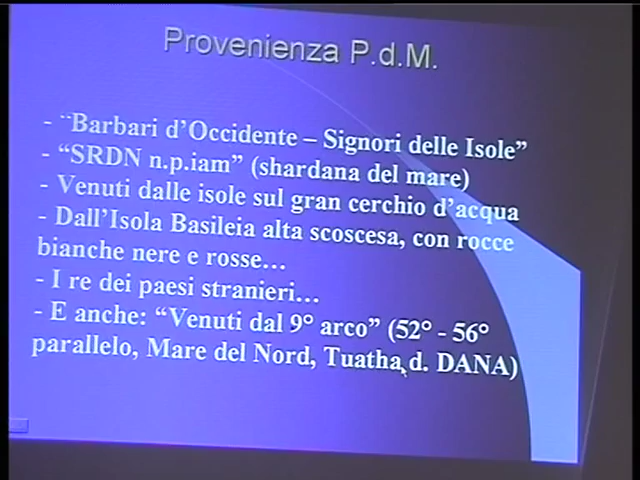 Provenienza P.d.M.
- ¨Barbari d'Occidente – Signori delle Isole”
- “SRDN n.p.iam” (shardana del mare)
- Venuti dalle isole sul gran cerchio d'acqua
- Dall'Isola Basileia alta scoscesa, con rocce
bianche nere e rosse…
- I re dei paesi stranieri…
- E anche: “Venuti dal 9° arco” (52° - 56°
parallelo, Mare del Nord, Tuatha d. DANA)